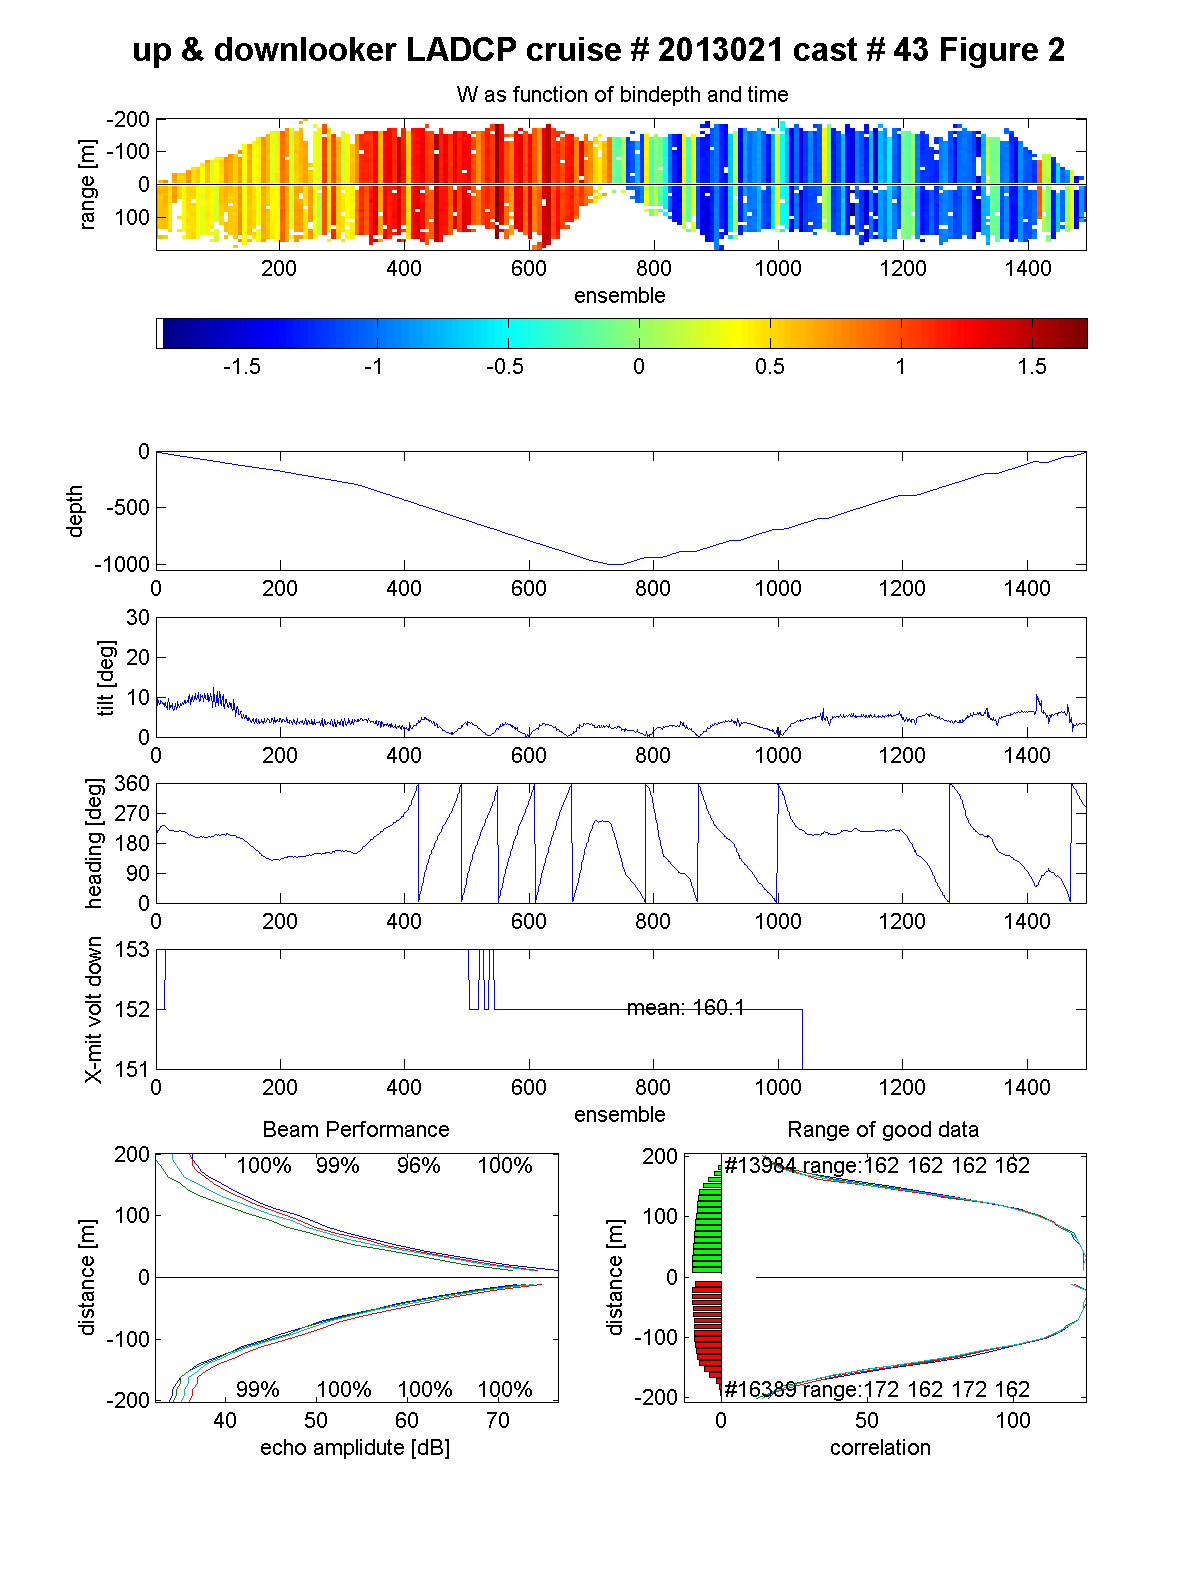 up & downlooker LADCP cruise # 2013021 cast # 43 Figure 2
W as function of bindepth and time
-200
-100
0
100
range [m]
200 400 600 800 1000 1200 1400
ensemble
-1.5 -1 -0.5 0 0.5 1 1.5
0
-500
-1000
depth
0 200 400 600 800 1000 1200 1400
30
20
10
0
tilt [deg]
0 200 400 600 800 1000 1200 1400
360
270
180
90
0
heading [deg]
0 200 400 600 800 1000 1200 1400
153
152
151
X-mit volt down
mean: 160.1
0 200 400 600 800 1000 1200 1400
ensemble
Beam Performance
200
100
0
-100
-200
distance [m]
100% 99% 96% 100%
99% 100% 100% 100%
40 50 60 70
echo amplidute [dB]
Range of good data
200
100
0
-100
-200
distance [m]
#13984 range:162 162 162 162
#16389 range:172 162 172 162
0 50 100
correlation